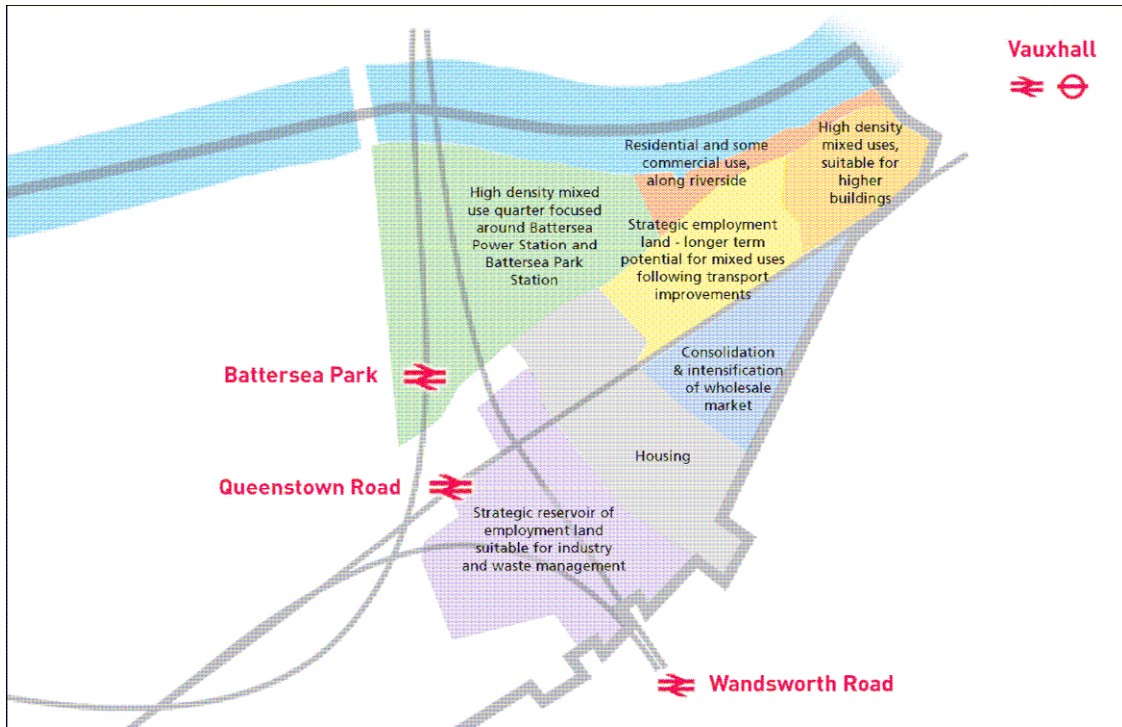 Vauxhall
High density
mixed uses,
suitable for
higher
buildings
Residential and some
commercial use,
along riverside
High density mixed
use quarter focused
around Battersea
Power Station and
Battersea Park
Station
Strategic employment
land - longer term
potential for mixed uses
following transport
improvements
Consolidation
& intensification
of wholesale
market
Battersea Park
Housing
Queenstown Road
Strategic reservoir of
employment land
suitable for industry
and waste management
Wandsworth Road